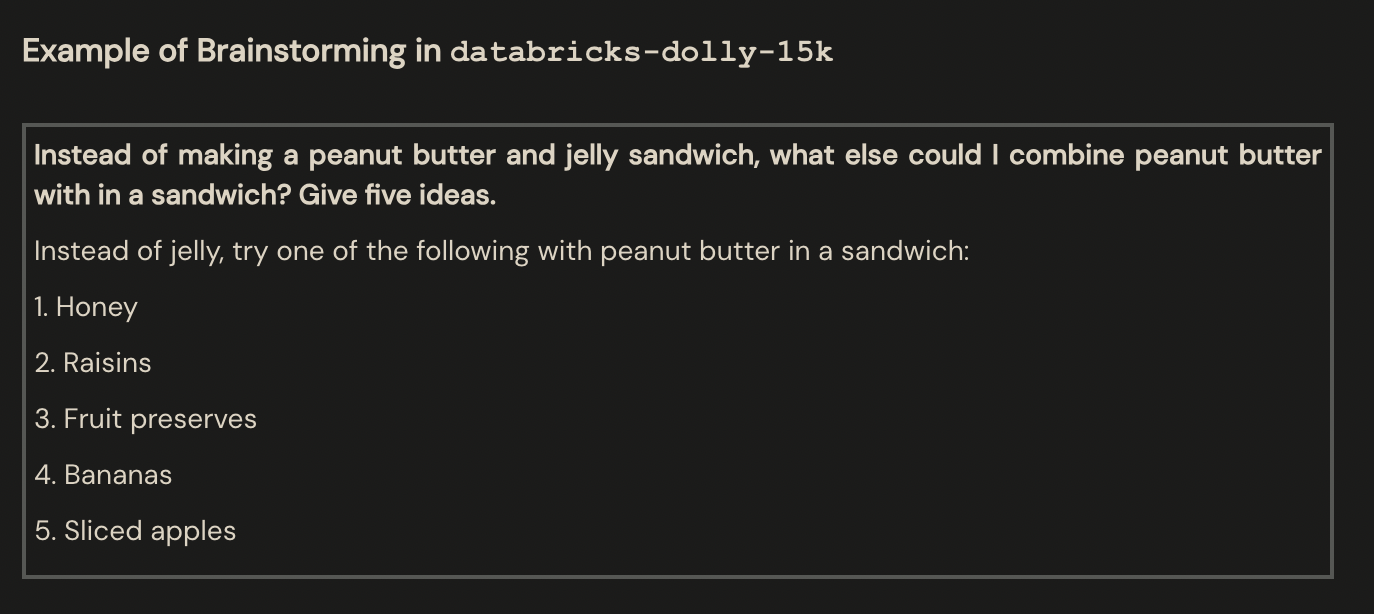 Example of Brainstorming in databricks-dolly-15k
Instead of making a peanut butter and jelly sandwich, what else could I combine peanut butter
with in a sandwich? Give five ideas.
Instead of jelly, try one of the following with peanut butter in a sandwich:
1. Honey
2. Raisins
3. Fruit preserves
4. Bananas
5. Sliced apples